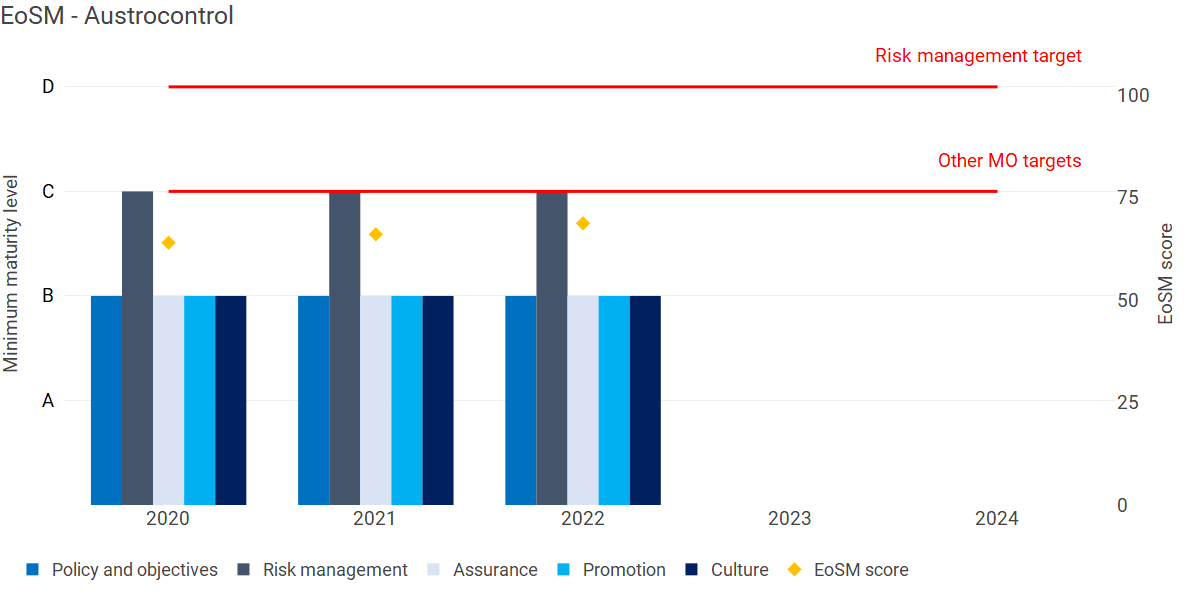 EoSM - Austrocontrol
Risk management target
D
100
Other MO targets
C
75
Minimum maturity level
EoSM score
B
50
A
25
0
2020 2021 2022 2023 2024
Policy and objectives Risk management Assurance Promotion Culture EoSM score